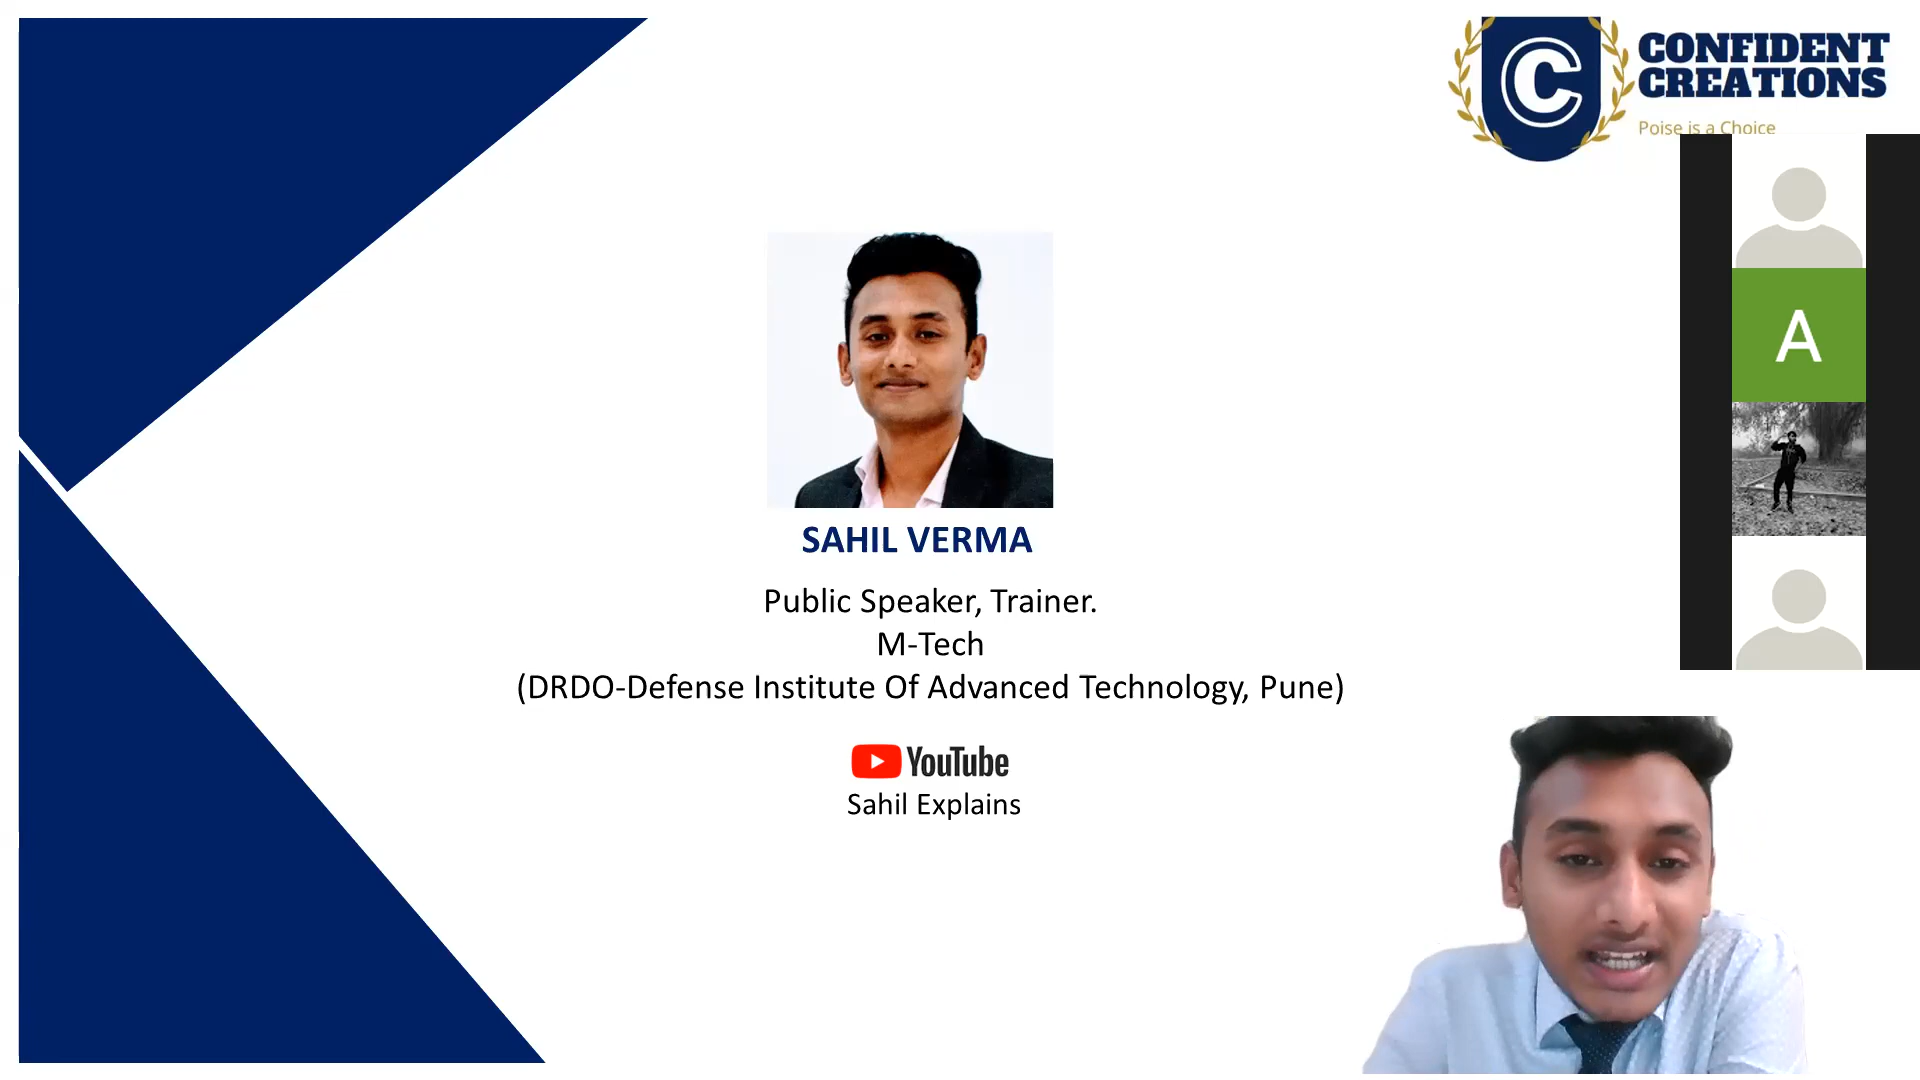 C
CONFIDENT
CREATIONS
Poise is a Choice
A
SAHIL VERMA
Public Speaker, Trainer.
M-Tech
(DRDO-Defense Institute Of Advanced Technology, Pune)
YouTube
Sahil Explains